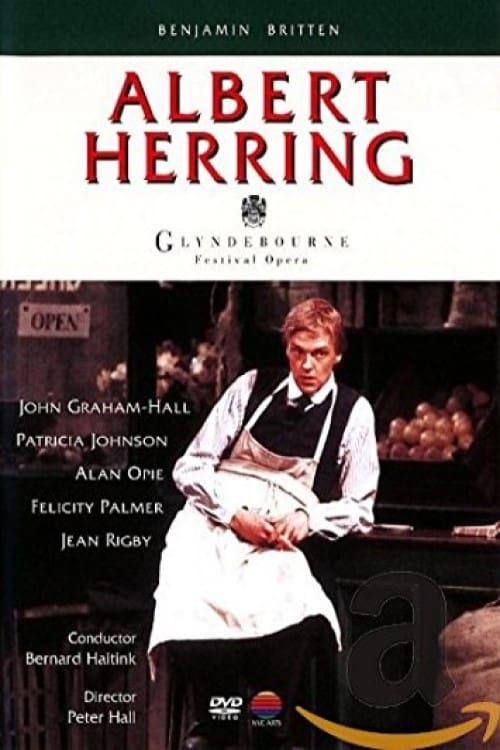 BENJAMIN BRITTEN
ALBERT
HERRING
GLYNDEBOURNE
Festival Opera
OPEN
JOHN GRAHAM-HALL
PATRICIA JOHNSON
ALAN OPIE
FELICITY PALMER
JEAN RIGBY
Conductor
Bernard Haitink
Director
Peter Hall
DVD
VIDEO
NVC ARTS
a